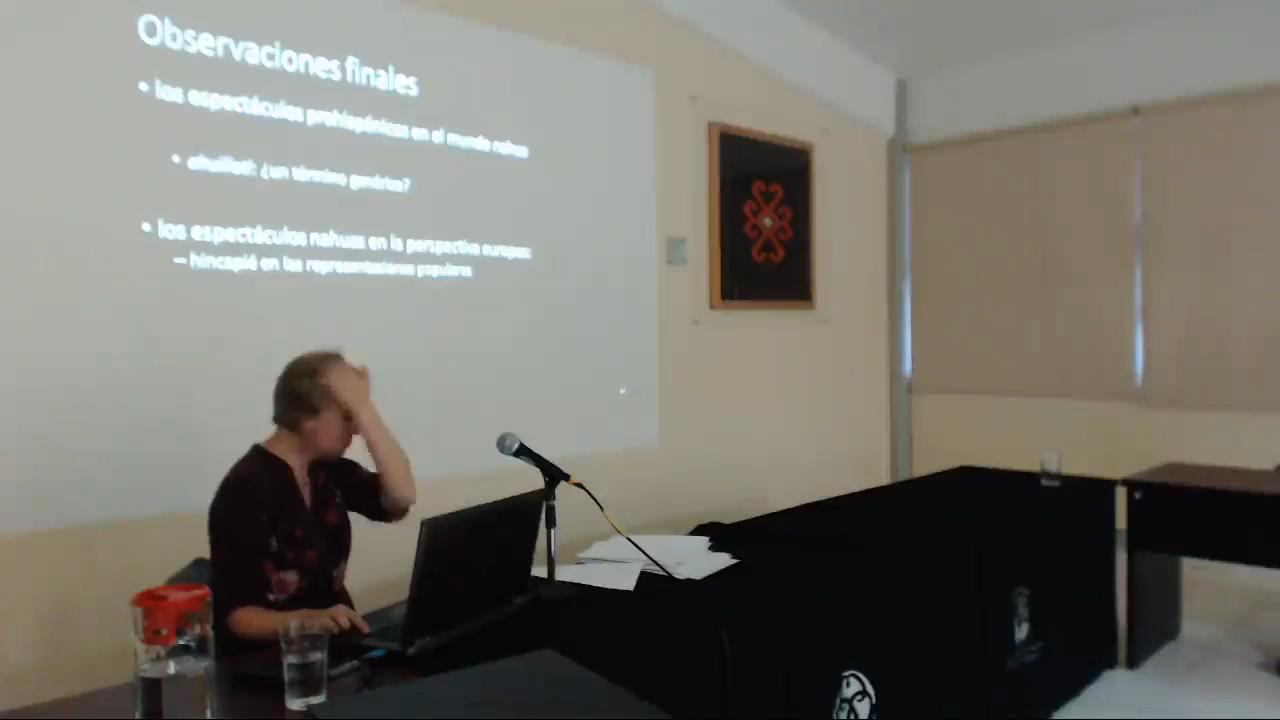 Observaciones finales
• los espectáculos prehispánicos en el mundo nahua
• ahuillotl: ¿un término genérico?
• los espectáculos nahuas en la perspectiva europea
– hincapié en las representaciones populares